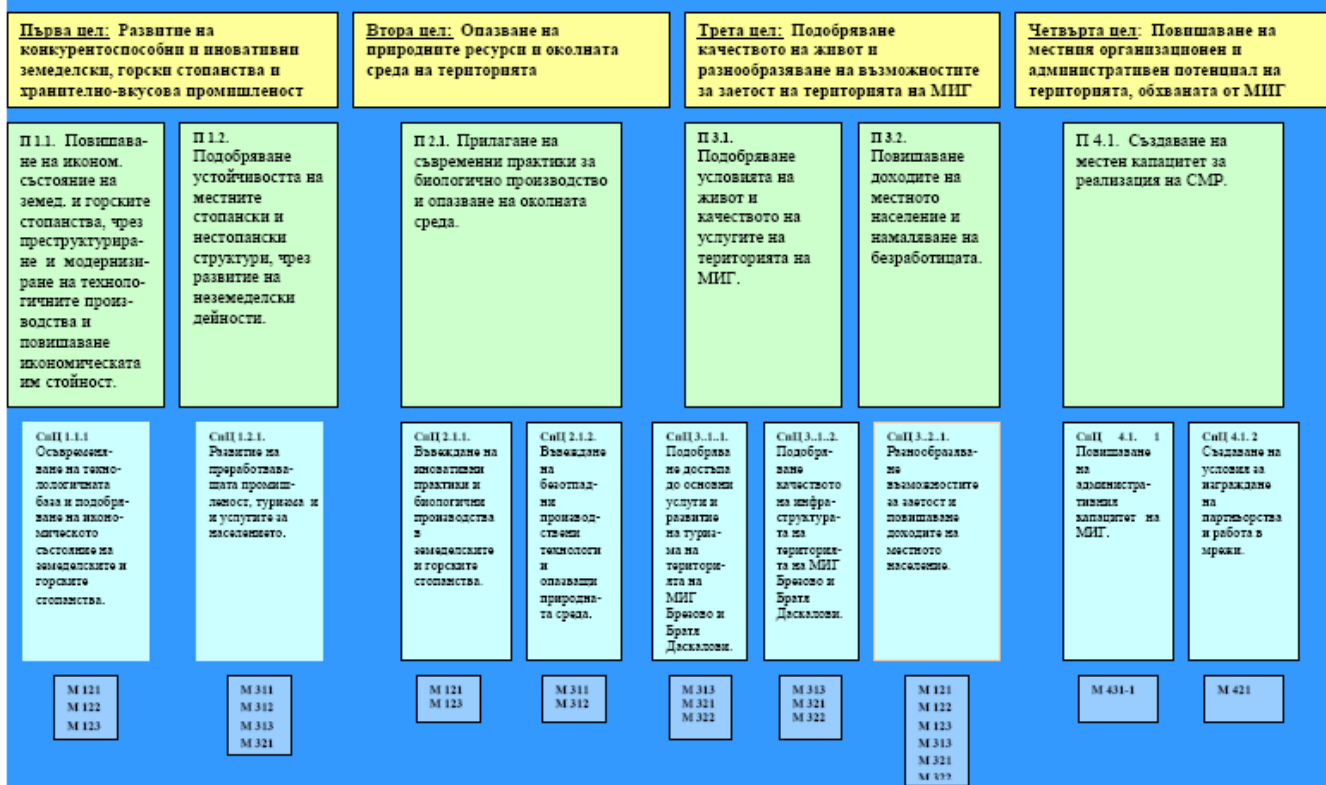 Първа цел: Развитие на
конкурентоспособни и иновативни
земеделски, горски стопанства и
хранително-вкусова промишленост
Втора цел: Опазване на
природните ресурси и околната
среда на територията
Трета цел: Подобряване
качеството на живот и
разнообразяване на възможностите
за заетост на територията на МИГ
Четвърта цел: Повишаване на
местния организационен и
административен потенциал на
територията, обхваната от МИГ
П 1.1. Повишава-
не на иконом.
състояние на
земед. и горските
стопанства, чрез
преструктурира-
не и модернизи-
ране на техноло-
гичните произ-
водства и
повишаване
икономическата
им стойност.
П 1.2.
Подобряване
устойчивостта на
местните
стопански и
нестопански
структури, чрез
развитие на
неземеделски
дейности.
П 2.1. Прилагане на
съвременни практики за
биологично производство
и опазване на околната
среда.
П 3.1.
Подобряване
условията на
живот и
качеството на
услугите на
територията на
МИГ.
П 3.2.
Повишаване
доходите на
местното
население и
намаляване на
безработицата.
П 4.1. Създаване на
местен капацитет за
реализация на СМР.
СпЦ 1.1.1
Осъвременя-
ване на техно-
лологичната
база и подобря-
ване на иконо-
мическото
състояние на
земеделските и
горските
стопанства.
СпЦ 1.2.1.
Развитие на
преработвава-
щата промиш-
леност, туризма и
и услугите за
населението.
СпЦ 2.1.1.
Въвеждане на
иновативни
практики и
биологични
производства
в
земеделските
и горските
стопанства.
СпЦ 2.1.2.
Въвеждане
на
безотпад-
ни
производ-
ствени
технологи
и
опазващи
природна-
та среда.
СпЦ 3..1..1.
Подобрява
не достъпа
до основни
услуги и
развитие
на туриз-
ма на
територи-
ята на
МИГ
Брезово и
Братя
Даскалови.
СпЦ 3..1..2.
Подобря-
ване
качеството
на инфра-
структура-
та на
територия-
та на МИГ
Брезово и
Братя
Даскалови.
СпЦ 3..2..1.
Разнообразява-
не
възможностите
за заетост и
повишаване
доходите на
местното
население.
СпЦ 4.1. 1
Повишаване
на
администра-
тивния
капацитет на
МИГ.
СпЦ 4.1. 2
Създаване на
условия за
изграждане
на
партньорства
и работа в
мрежи.
М 121
М 122
М 123
М 311
М 312
М 313
М 321
М 121
М 123
М 311
М 312
М 313
М 321
М 322
М 313
М 321
М 322
М 121
М 122
М 123
М 313
М 321
М 322
М 431-1
М 421